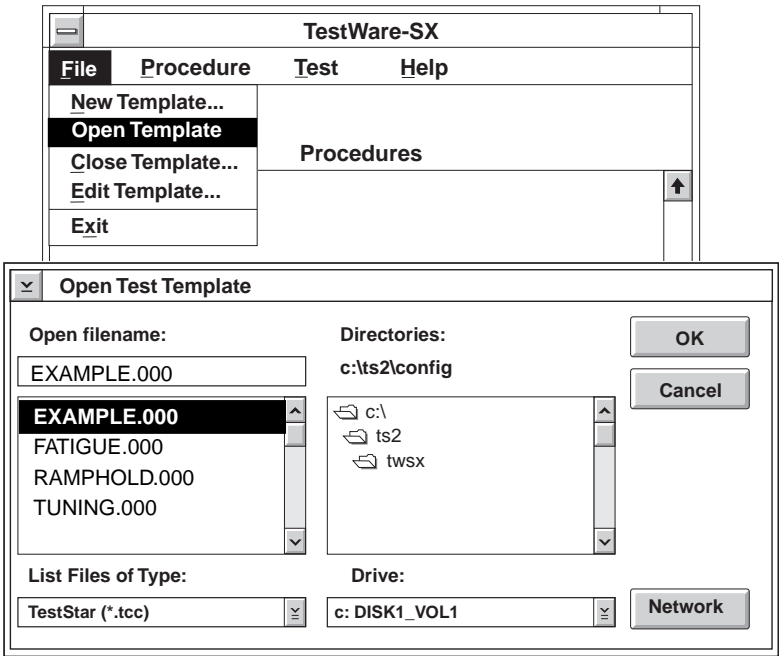 TestWare-SX
File Procedure Test Help
New Template...
Open Template
Close Template...
Edit Template...
Exit
Procedures
Open Test Template
Open filename:
EXAMPLE.000
EXAMPLE.000
FATIGUE.000
RAMPHOLD.000
TUNING.000
List Files of Type:
TestStar (*.tcc)
Directories:
c:\ts2\config
c:\
ts2
twsx
Drive:
c: DISK1_VOL1
OK
Cancel
Network